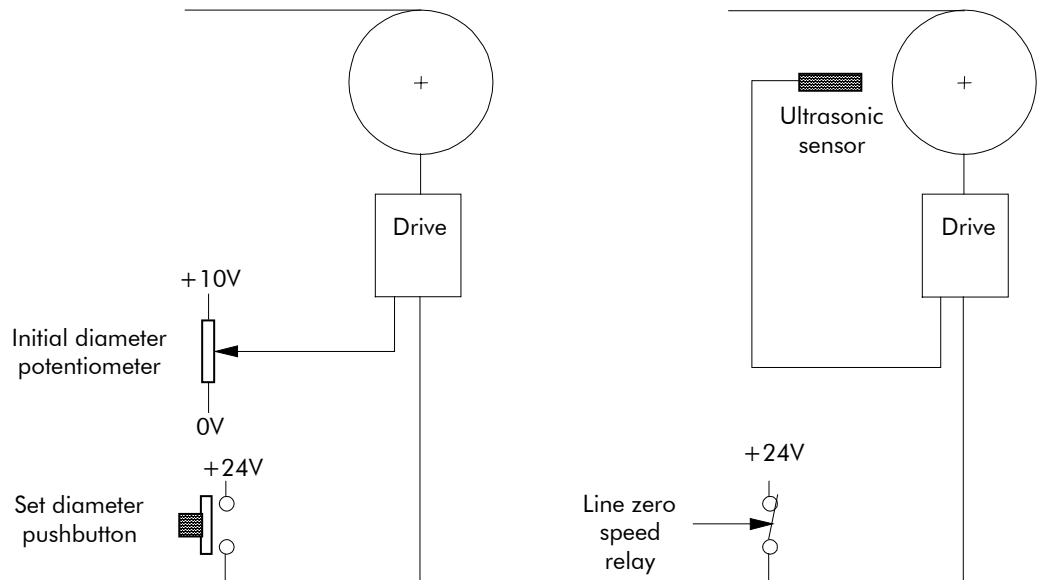 Drive
+10V
Initial diameter
potentiometer
0V
+24V
Set diameter
pushbutton
Ultrasonic
sensor
Drive
+24V
Line zero
speed
relay